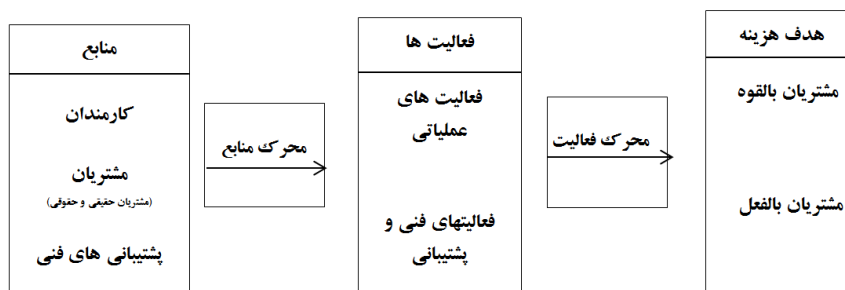 منابع
کارمندان
مشتریان
(مشتریان حقیقی و حقوقی)
پشتیبانی های فنی
محرک منابع
فعالیت ها
فعالیت های
عملیاتی
فعالیتهای فنی و
پشتیبانی
محرک فعالیت
هدف هزینه
مشتریان بالقوه
مشتریان بالفعل